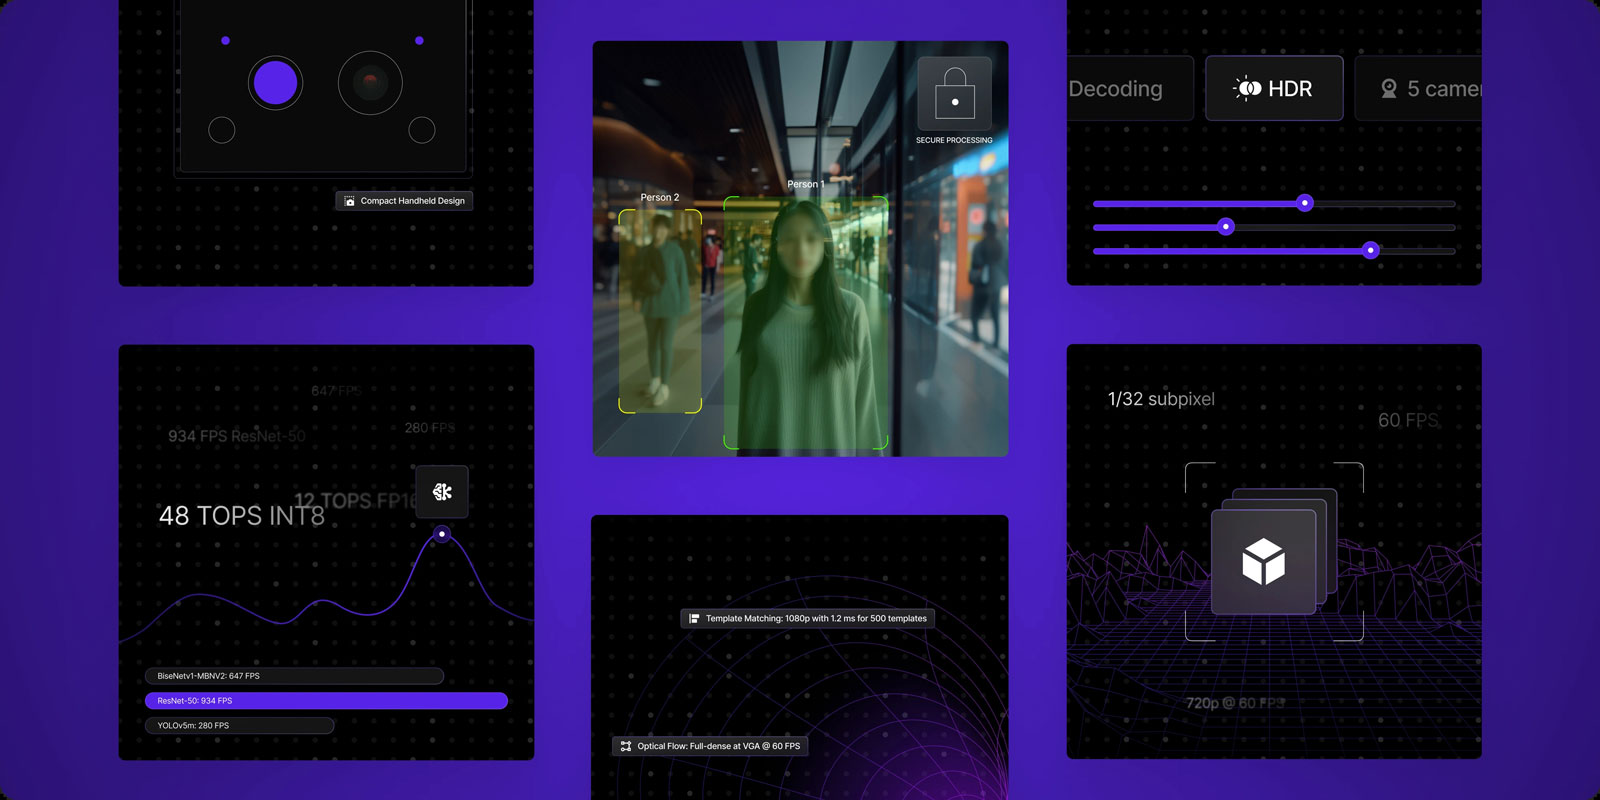 Compact Handheld Design
647 FPS
934 FPS ResNet-50
280 FPS
12 TOPS FP16
48 TOPS INT8
BiseNetv1-MBNV2: 647 FPS
ResNet-50: 934 FPS
YOLOv5m: 280 FPS
SECURE PROCESSING
Person 1
Person 2
Template Matching: 1080p with 1.2 ms for 500 templates
Optical Flow: Full-dense at VGA @ 60 FPS
Decoding
HDR
5 camer
1/32 subpixel
60 FPS
720p @ 60 FPS